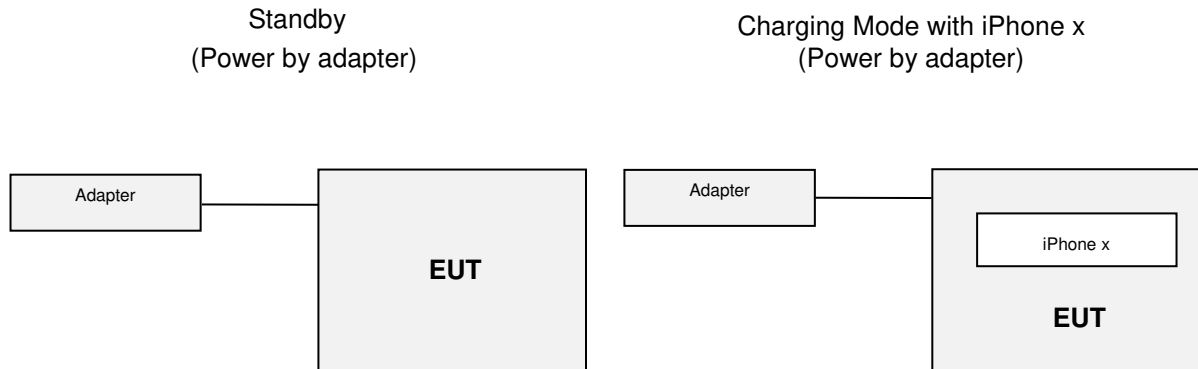 Standby
(Power by adapter)
Charging Mode with iPhone x
(Power by adapter)
Adapter
EUT
Adapter
iPhone x
EUT